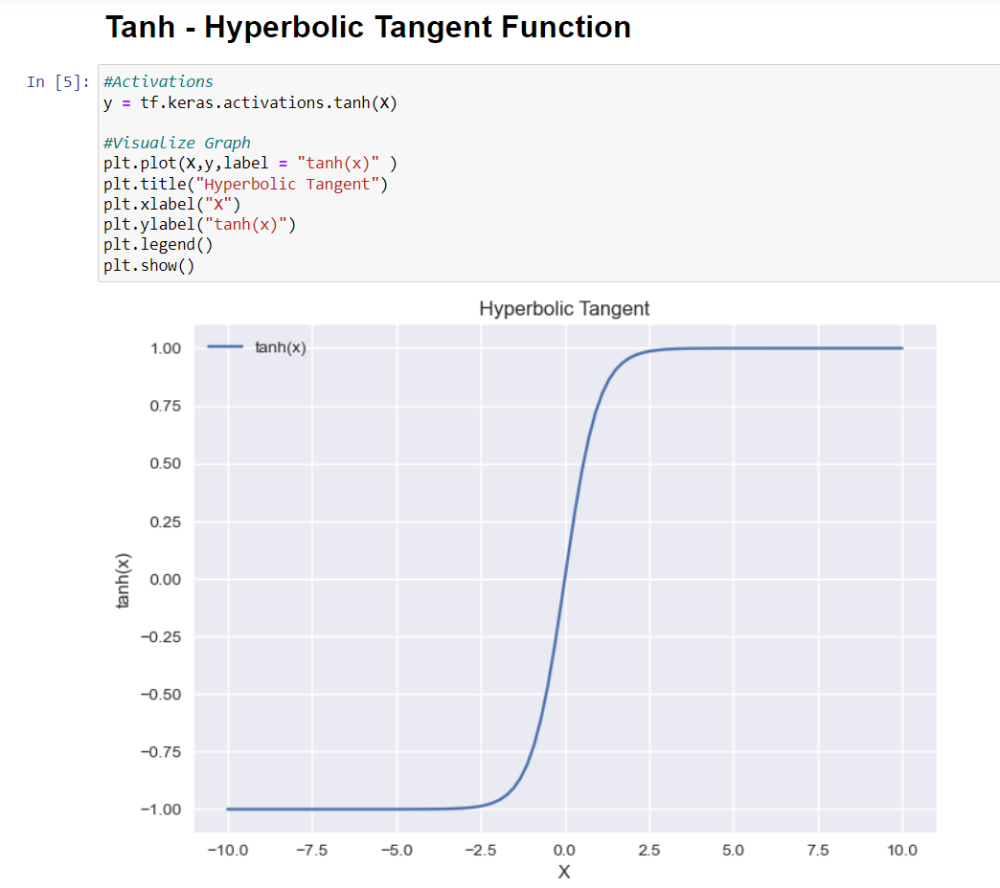 Tanh - Hyperbolic Tangent Function
In [5]:
#Activations
y = tf.keras.activations.tanh(X)
#Visualize Graph
plt.plot(X,y,label = "tanh(x)" )
plt.title("Hyperbolic Tangent")
plt.xlabel("X")
plt.ylabel("tanh(x)")
plt.legend()
plt.show()
Hyperbolic Tangent
tanh(x)
1.00
0.75
0.50
0.25
0.00
−0.25
−0.50
−0.75
−1.00
tanh(x)
−10.0 −7.5 −5.0 −2.5 0.0 2.5 5.0 7.5 10.0
X